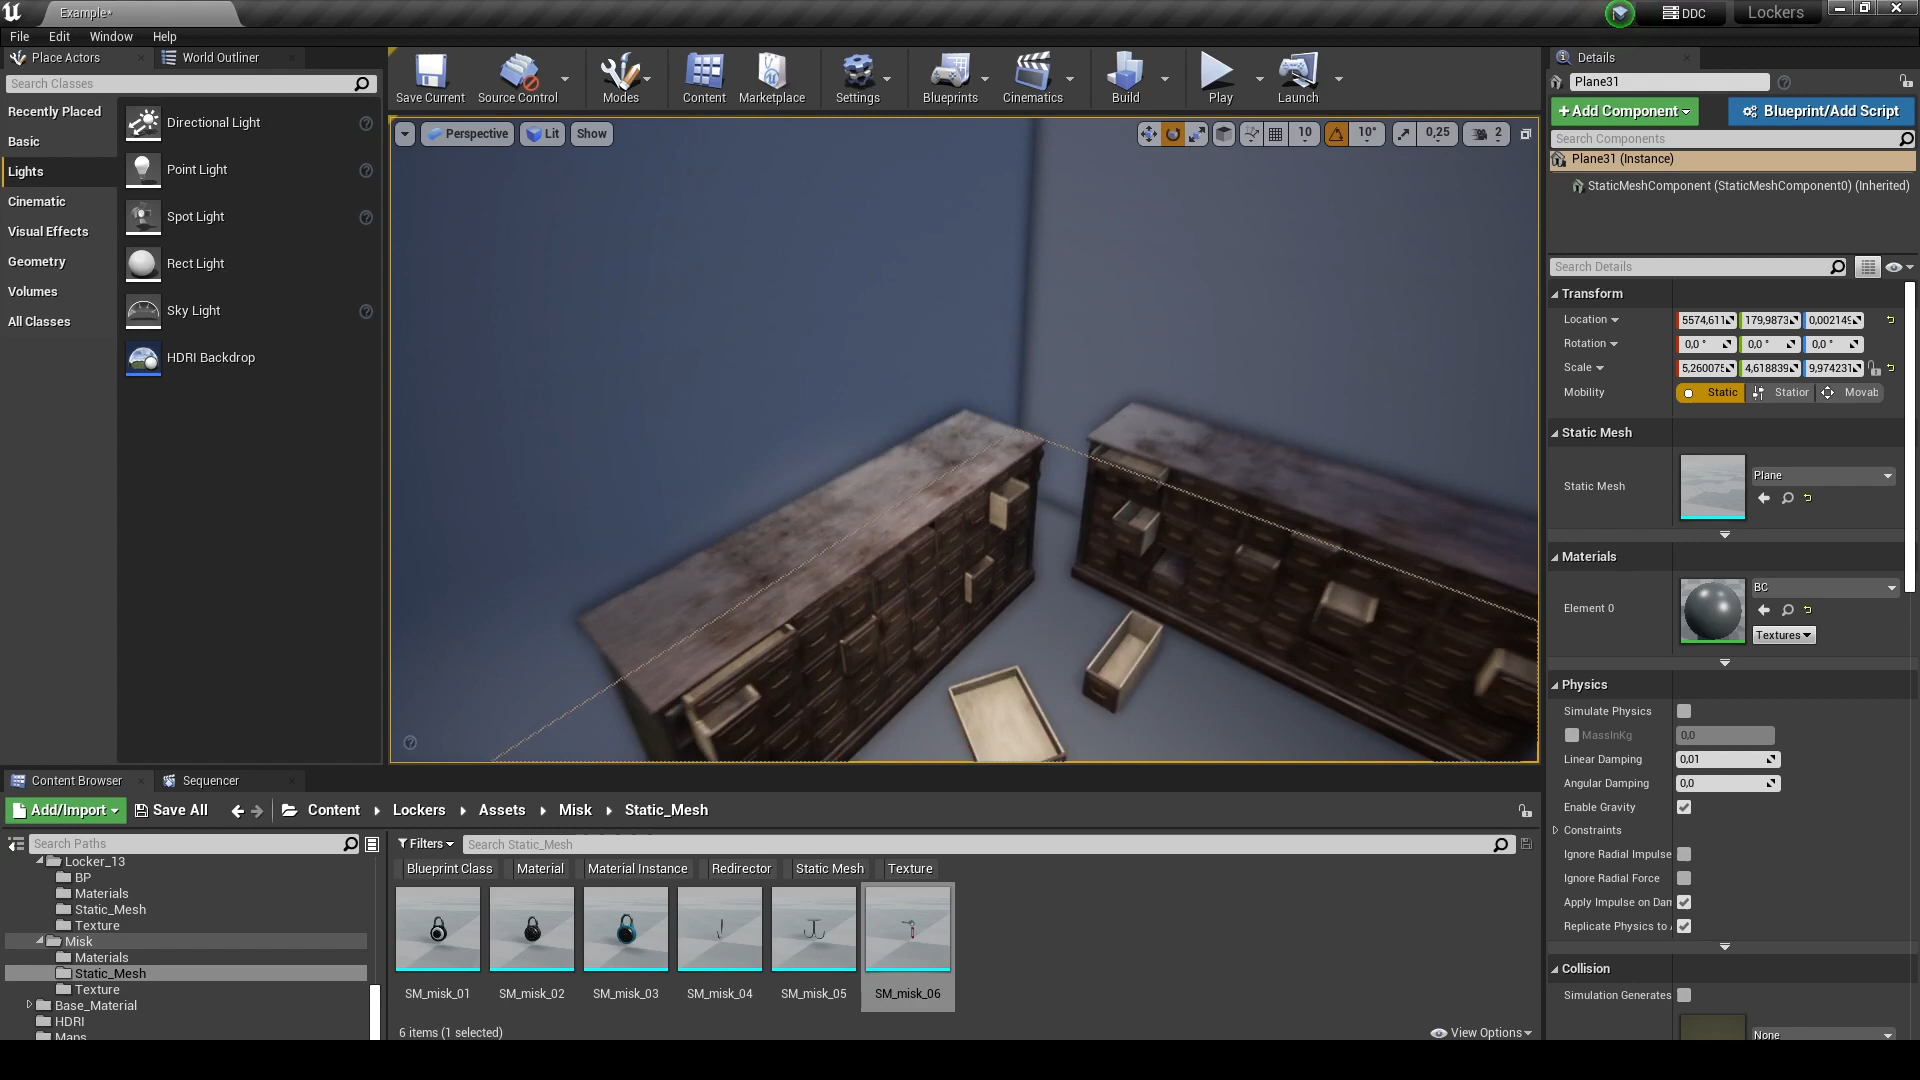 Example*
DDC
Lockers
File Edit Window Help
Place Actors
World Outliner
Search Classes
Recently Placed
Basic
Lights
Cinematic
Visual Effects
Geometry
Volumes
All Classes
Directional Light
Point Light
Spot Light
Rect Light
Sky Light
HDRI Backdrop
Save Current
Source Control
Modes
Content
Marketplace
Settings
Blueprints
Cinematics
Build
Play
Launch
Perspective
Lit
Show
10
10°
0,25
2
Details
Plane31
+Add Component
Blueprint/Add Script
Search Components
Plane31 (Instance)
StaticMeshComponent (StaticMeshComponent0) (Inherited)
Search Details
Transform
Location 5574,611 179,9873 0,002149
Rotation 0,0 ° 0,0 ° 0,0 °
Scale 5,260075 4,618839 9,974231
Mobility Static Station Movab
Static Mesh
Static Mesh
Plane
Materials
Element 0
BC
Textures
Physics
Simulate Physics
MassInKg 0,0
Linear Damping 0,01
Angular Damping 0,0
Enable Gravity
Constraints
Ignore Radial Impulse
Ignore Radial Force
Apply Impulse on Dam
Replicate Physics to A
Collision
Simulation Generates
None
Content Browser
Sequencer
Add/Import
Save All
Content Lockers Assets Misk Static_Mesh
Search Paths
Locker_13
BP
Materials
Static_Mesh
Texture
Misk
Materials
Static_Mesh
Texture
Base_Material
HDRI
Maps
Filters
Search Static_Mesh
Blueprint Class Material Material Instance Redirector Static Mesh Texture
SM_misk_01 SM_misk_02 SM_misk_03 SM_misk_04 SM_misk_05 SM_misk_06
6 items (1 selected)
View Options